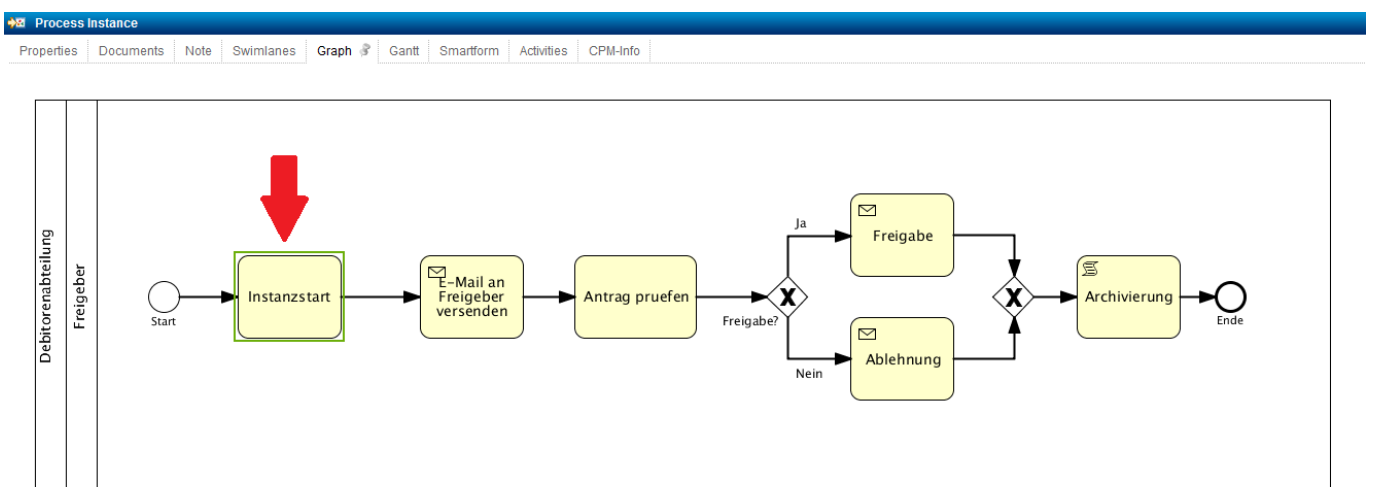 Process Instance
Properties Documents Note Swimlanes Graph Gantt Smartform Activities CPM-Info
Debitorenabteilung
Freigeber
Start
Instanzstart
E-Mail an
Freigeber
versenden
Antrag pruefen
Freigabe?
Ja
Nein
Freigabe
Ablehnung
Archivierung
Ende